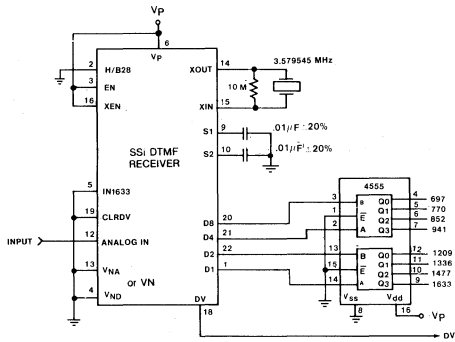 VP
6
VP
2 H/B28
3 EN
16 XEN
XOUT 14
3.579545 MHz
10 M
XIN 15
S1 9 .01µF ±20%
S2 10 .01µF ±20%
SSi DTMF
RECEIVER
5 IN1633
19 CLRDV
INPUT 12 ANALOG IN
13 VNA
or VN
4 VND
D8 20
D4 21
D2 22
D1 1
DV
18
4555
3 B Q0 4 697
1 E Q1 5 770
2 A Q2 6 852
Q3 7 941
13 B Q0 12 1209
15 E Q1 11 1336
14 A Q2 10 1477
Q3 9 1633
Vss Vdd
8 16 VP
DV